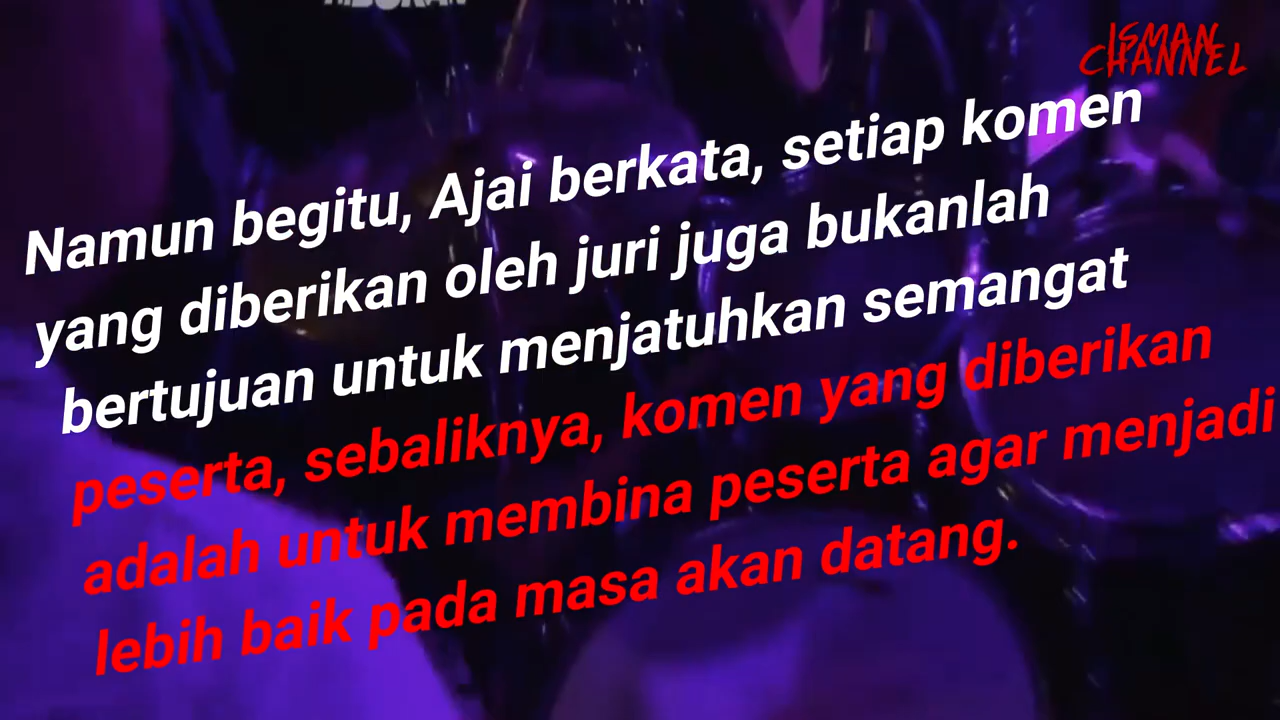 ISMAN
CHANNEL
Namun begitu, Ajai berkata, setiap komen
yang diberikan oleh juri juga bukanlah
bertujuan untuk menjatuhkan semangat
peserta, sebaliknya, komen yang diberikan
adalah untuk membina peserta agar menjadi
lebih baik pada masa akan datang.